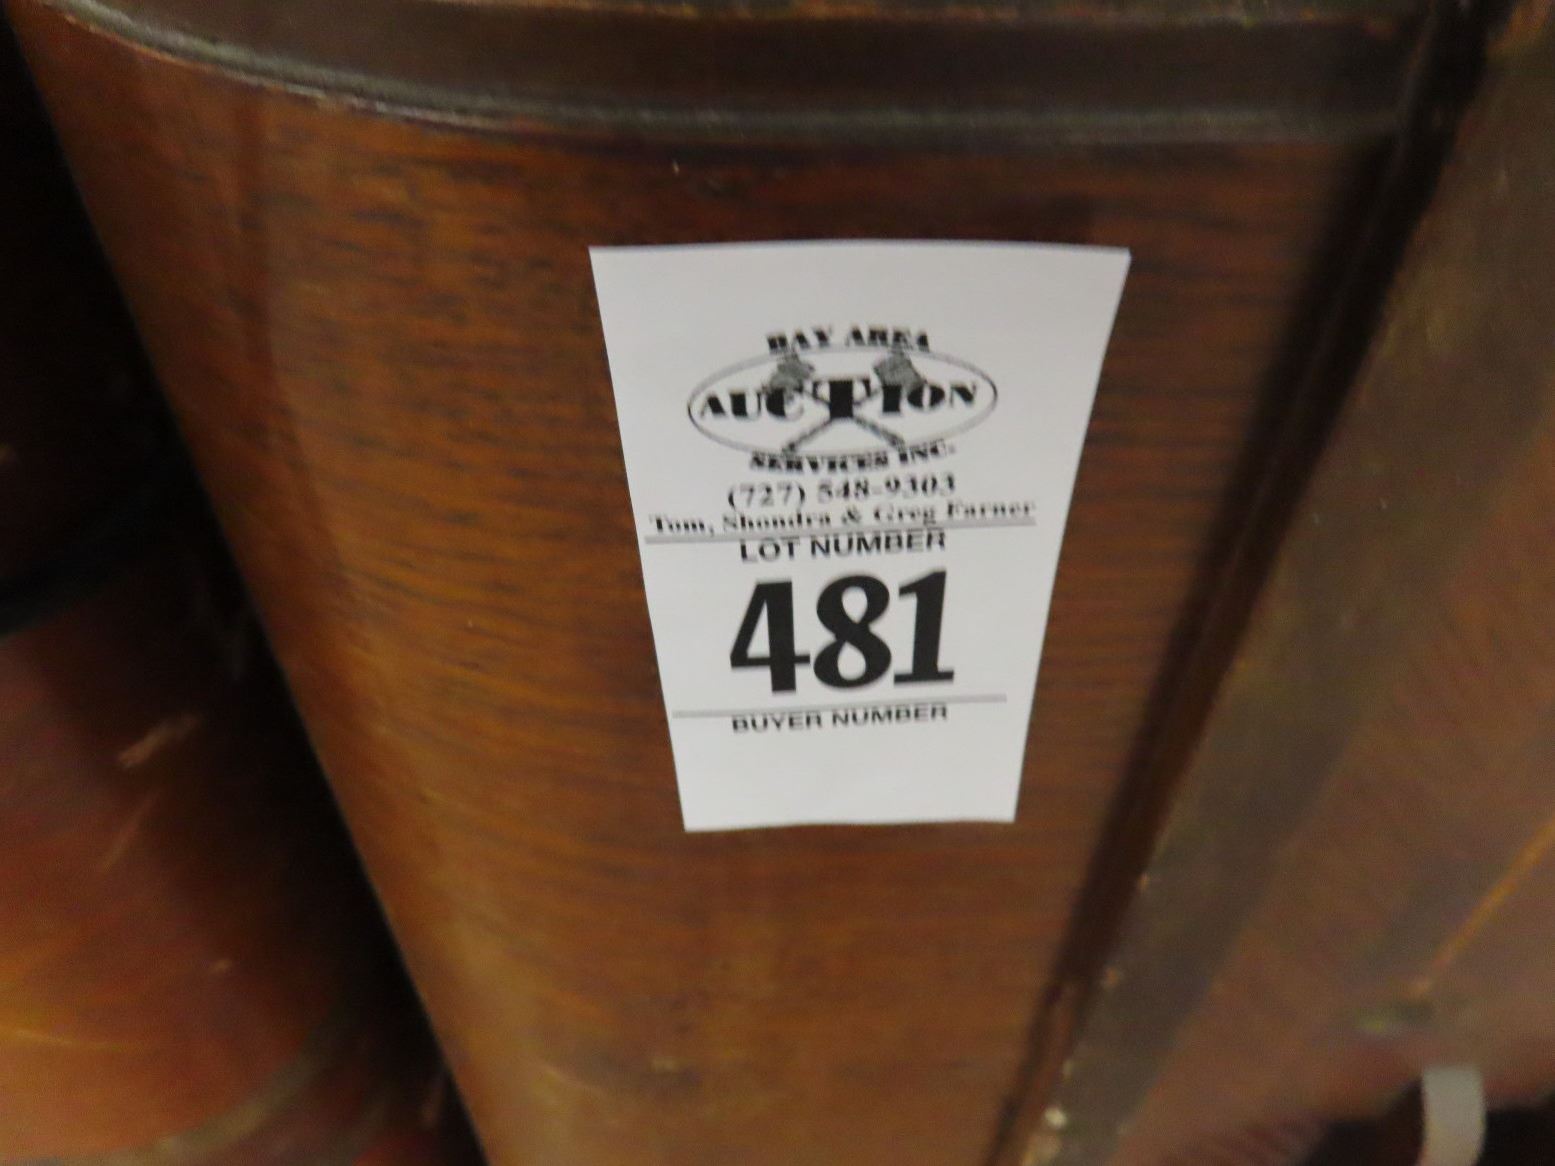 BAY AREA
AUCTION
SERVICES INC.
(727) 548-9303
Tom, Shondra & Greg Farner
LOT NUMBER
481
BUYER NUMBER